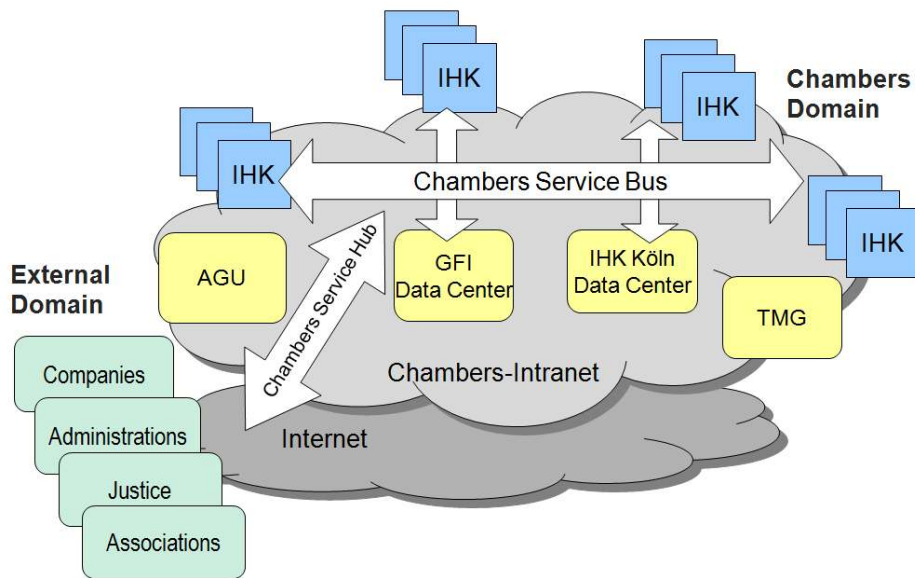 IHK
IHK
Chambers
Domain
IHK
Chambers Service Bus
IHK
External
Domain
AGU
Chambers Service Hub
GFI
Data Center
IHK Köln
Data Center
TMG
Companies
Chambers-Intranet
Administrations
Internet
Justice
Associations